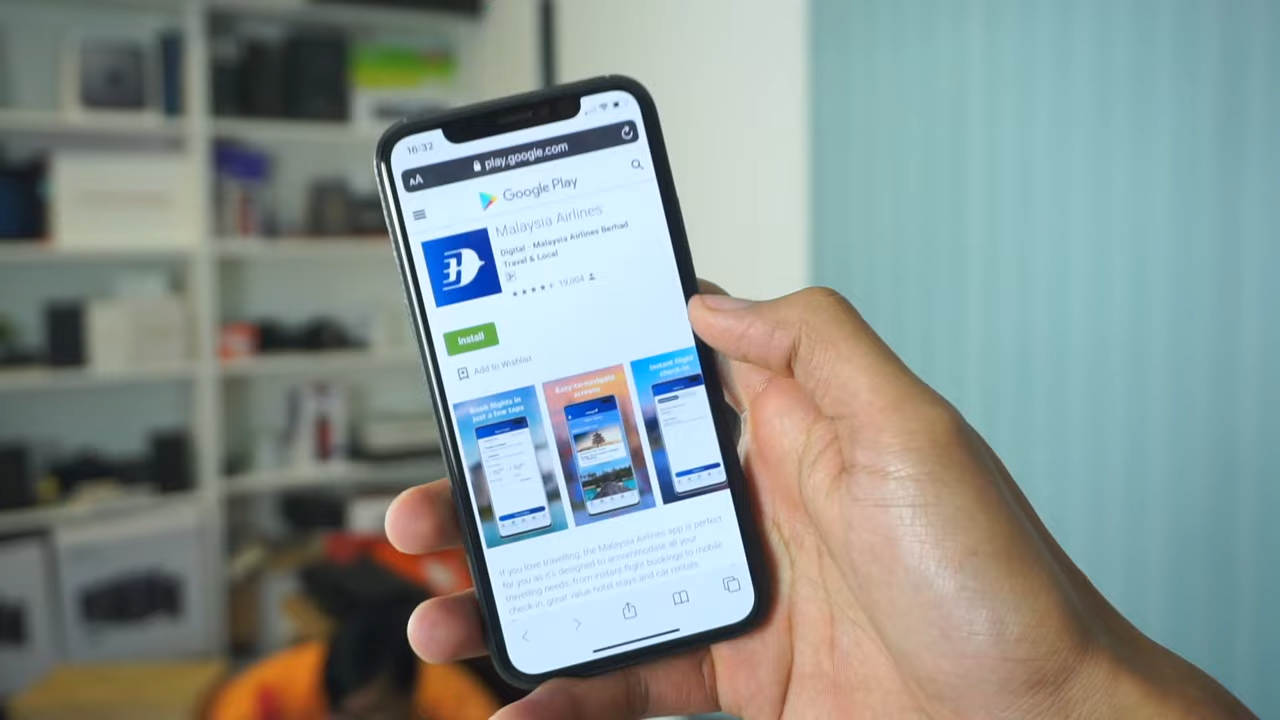 16:32
AA play.google.com
Google Play
Malaysia Airlines
Digital - Malaysia Airlines Berhad
Travel & Local
3+
19,004
Install
Add to Wishlist
Book flights in
just a few taps
Easy-to-navigate
screens
Instant flight
check-in
If you love travelling, the Malaysia Airlines app is perfect
for you as it's designed to accommodate all your
travelling needs, from instant flight bookings to mobile
check-in, great value hotel stays and car rentals.